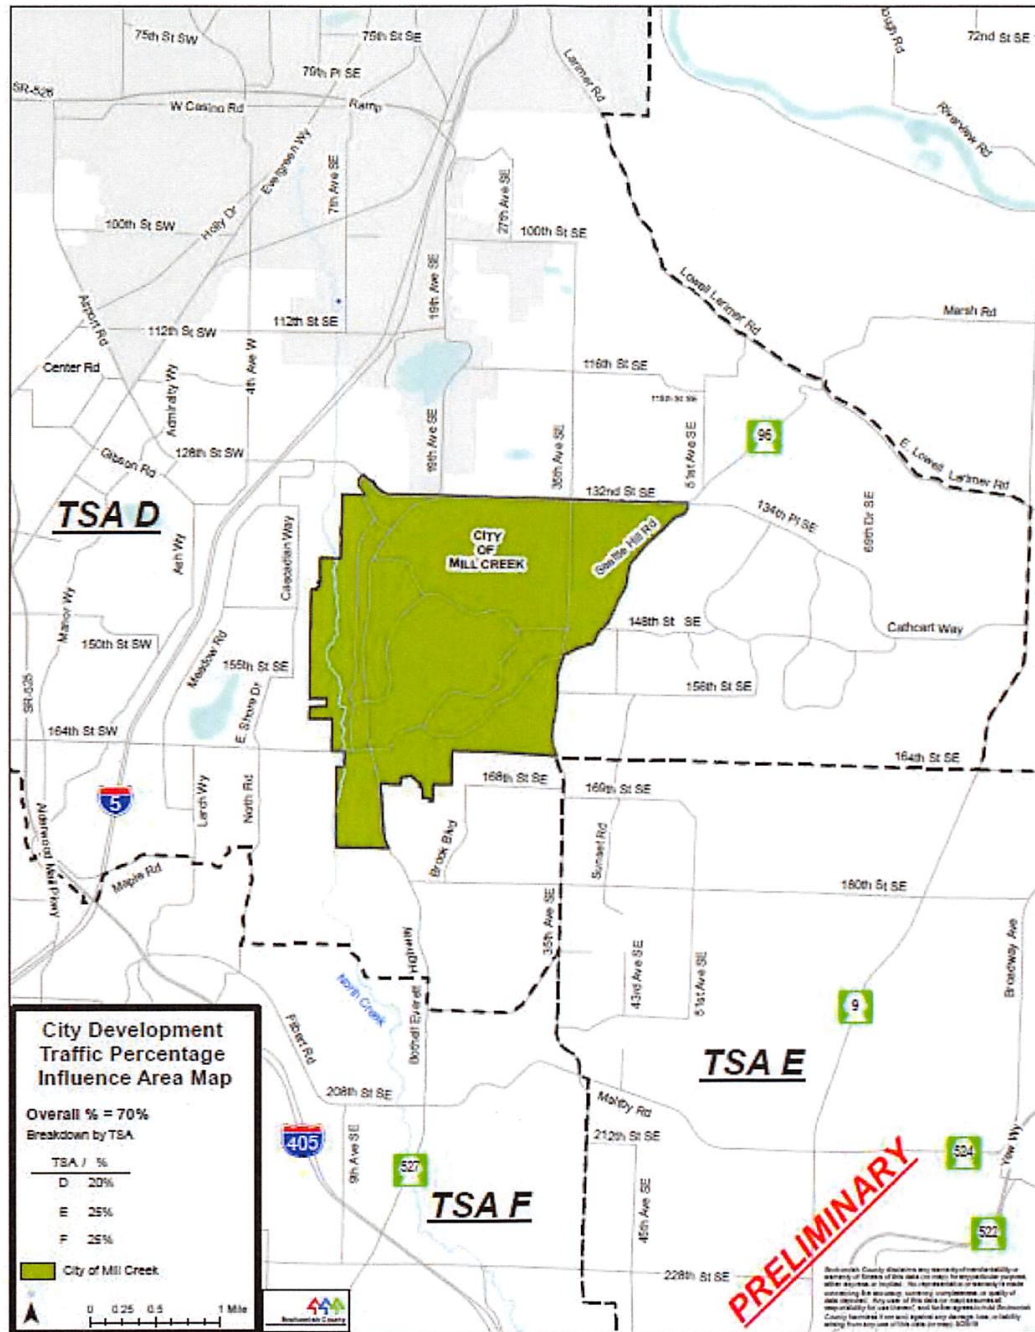 75th St SW
75th St SE
72nd St SE
79th Pl SE
Larimer Rd
SR-526
W Casino Rd
Ramp
Riverview Rd
Evergreen Wy
7th Ave SE
27th Ave SE
Holly Dr
100th St SW
100th St SE
19th Ave SE
Lowell Larimer Rd
Airport Rd
112th St SW
112th St SE
Marsh Rd
Center Rd
4th Ave W
116th St SE
Admiralty Wy
96
19th Ave SE
35th Ave SE
51st Ave SE
128th St SW
Gibson Rd
E. Lowell Larimer Rd
132nd St SE
TSA D
134th Pl SE
69th Dr SE
CITY
OF
MILL CREEK
Seattle Hill Rd
Cascadian Way
Ash Wy
Manor Wy
148th St SE
Cathcart Way
150th St SW
Meadow Rd
155th St SE
156th St SE
SR-525
E. Shore Dr
164th St SW
164th St SE
168th St SE
169th St SE
5
Larch Wy
North Rd
Alderwood Mall Pkwy
Brook Blvd
Sunset Rd
Maple Rd
180th St SE
35th Ave SE
Broadway Ave
43rd Ave SE
51st Ave SE
Bothell Everett Highway
North Creek
9
City Development
Traffic Percentage
Influence Area Map
Filbert Rd
TSA E
Overall % = 70%
Breakdown by TSA
208th St SE
Maltby Rd
TSA / %
D 20%
E 25%
F 25%
405
9th Ave SE
527
212th St SE
524
Yew Wy
TSA F
45th Ave SE
PRELIMINARY
522
City of Mill Creek
228th St SE
0 0.25 0.5 1 Mile
Snohomish County